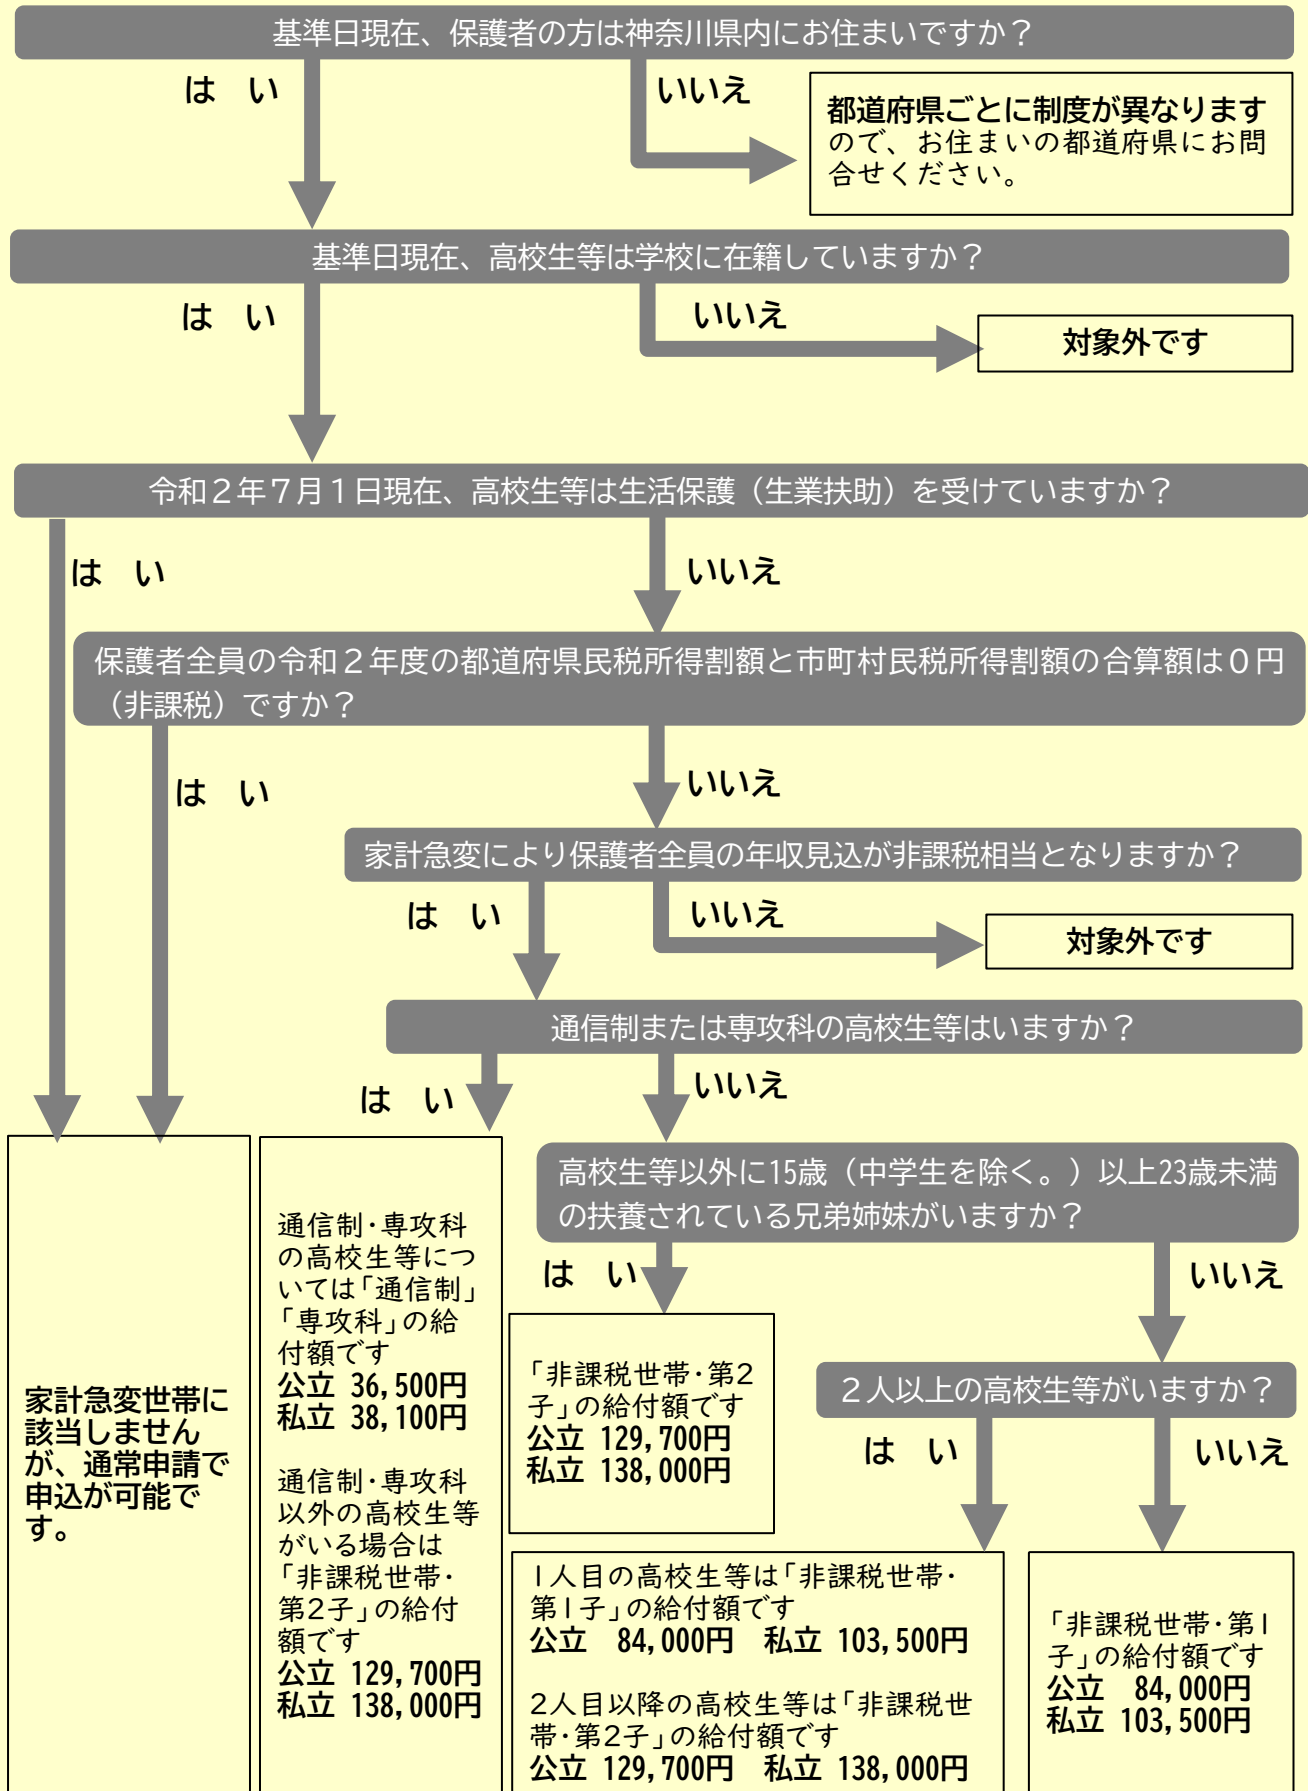 基準日現在、保護者の方は神奈川県内にお住まいですか？
は　い
いいえ
都道府県ごとに制度が異なります
ので、お住まいの都道府県にお問
合せください。
基準日現在、高校生等は学校に在籍していますか？
は　い
いいえ
対象外です
令和２年７月１日現在、高校生等は生活保護（生業扶助）を受けていますか？
は　い
いいえ
保護者全員の令和２年度の都道府県民税所得割額と市町村民税所得割額の合算額は０円
（非課税）ですか？
は　い
いいえ
家計急変により保護者全員の年収見込が非課税相当となりますか？
は　い
いいえ
対象外です
通信制または専攻科の高校生等はいますか？
は　い
いいえ
家計急変世帯に
該当しません
が、通常申請で
申込が可能で
す。
通信制・専攻科
の高校生等につ
いては「通信制」
「専攻科」の給
付額です
公立 36,500円
私立 38,100円
通信制・専攻科
以外の高校生等
がいる場合は
「非課税世帯・
第2子」の給付
額です
公立 129,700円
私立 138,000円
高校生等以外に15歳（中学生を除く。）以上23歳未満
の扶養されている兄弟姉妹がいますか？
は　い
いいえ
「非課税世帯・第2
子」の給付額です
公立 129,700円
私立 138,000円
２人以上の高校生等がいますか？
は　い
いいえ
1人目の高校生等は「非課税世帯・
第1子」の給付額です
公立　84,000円　私立 103,500円
2人目以降の高校生等は「非課税世
帯・第2子」の給付額です
公立 129,700円　私立 138,000円
「非課税世帯・第1
子」の給付額です
公立　84,000円
私立 103,500円